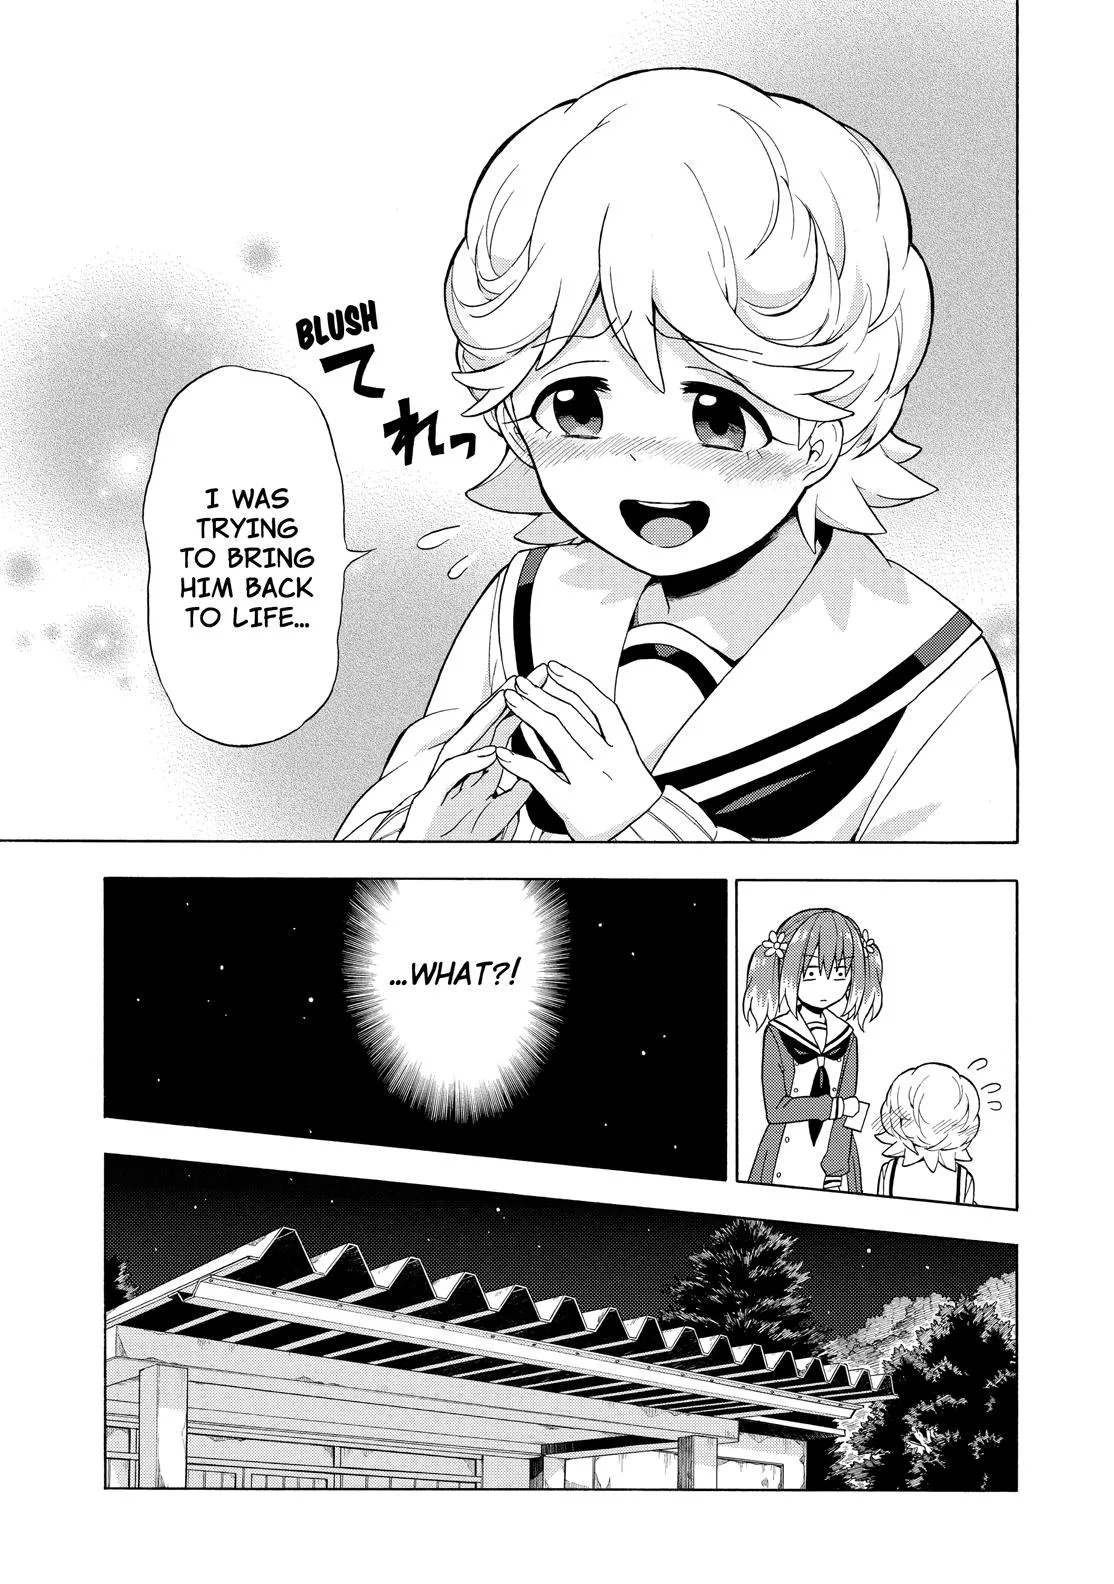 BLUSH
てれっ
I WAS
TRYING
TO BRING
HIM BACK
TO LIFE...
...WHAT?!